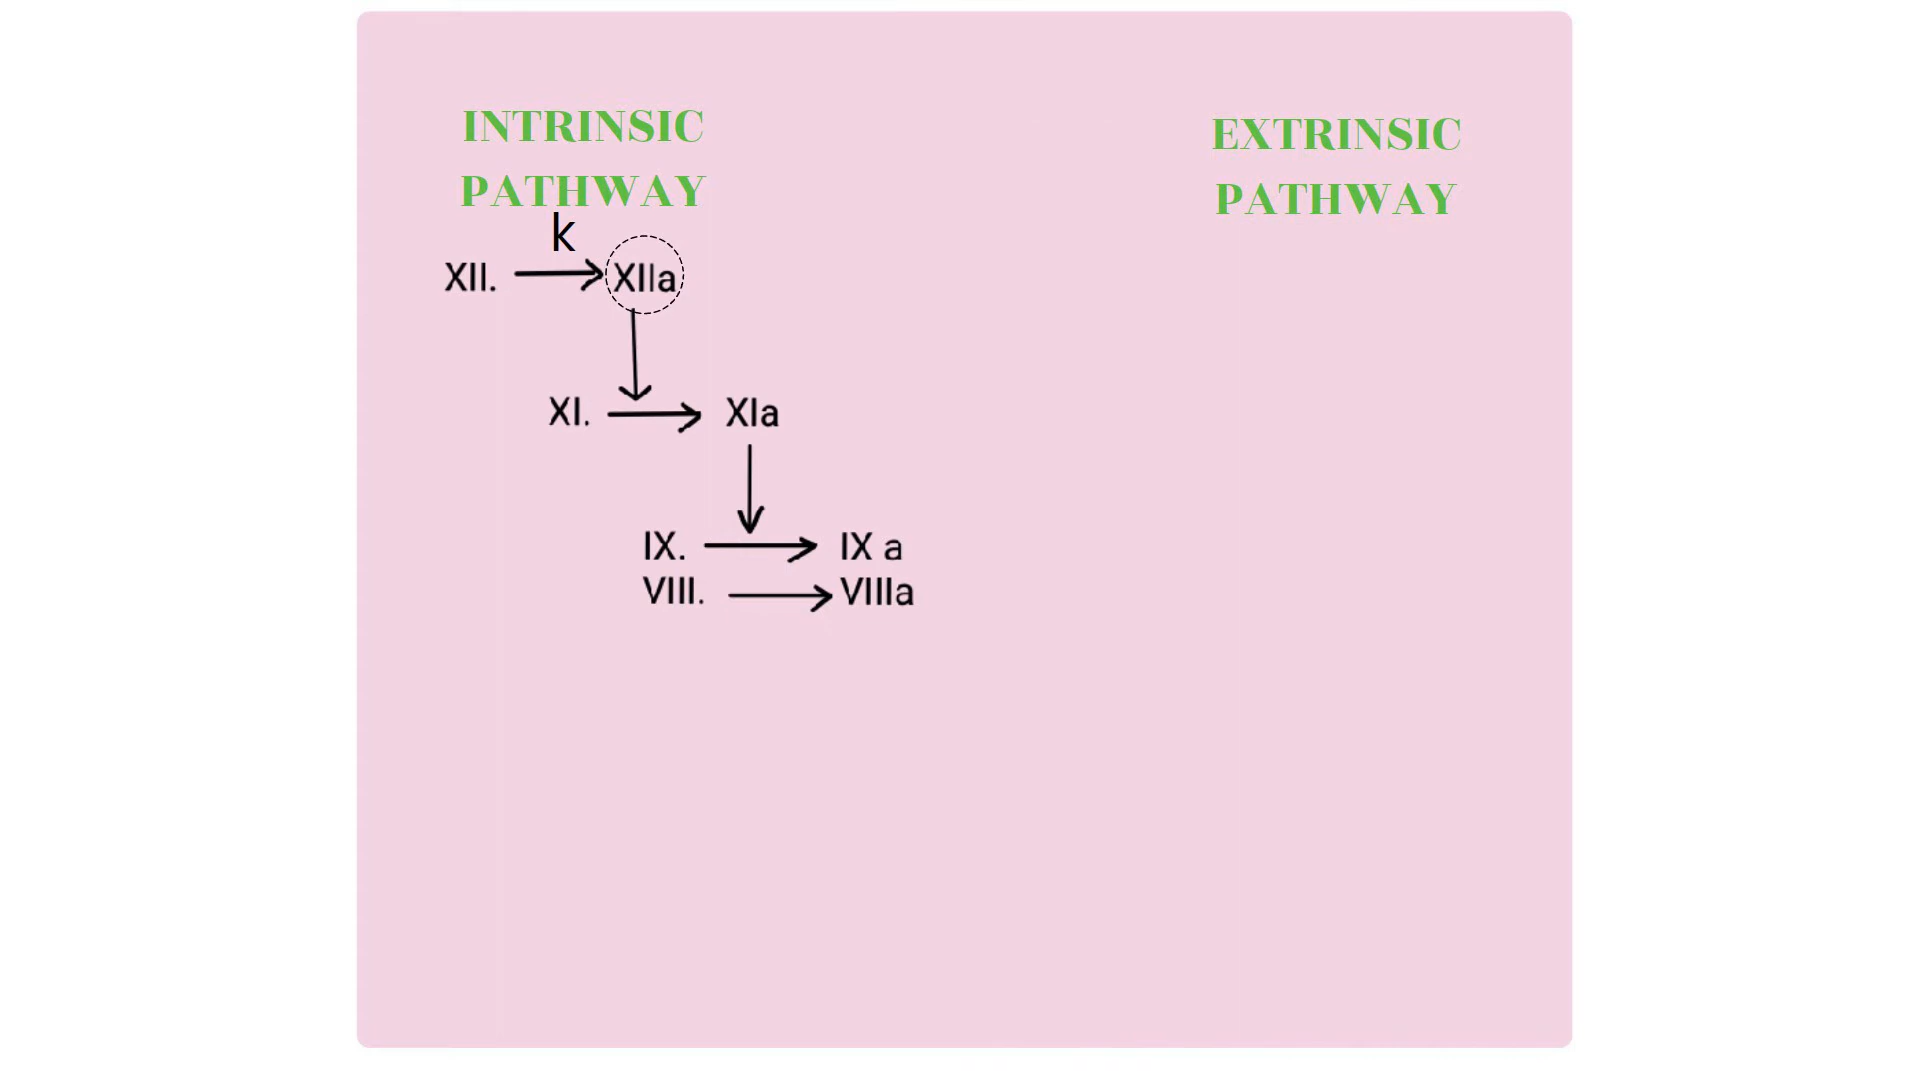 INTRINSIC
PATHWAY
EXTRINSIC
PATHWAY
k
XII. XIIa
XI. XIa
IX. IX a
VIII. VIIIa